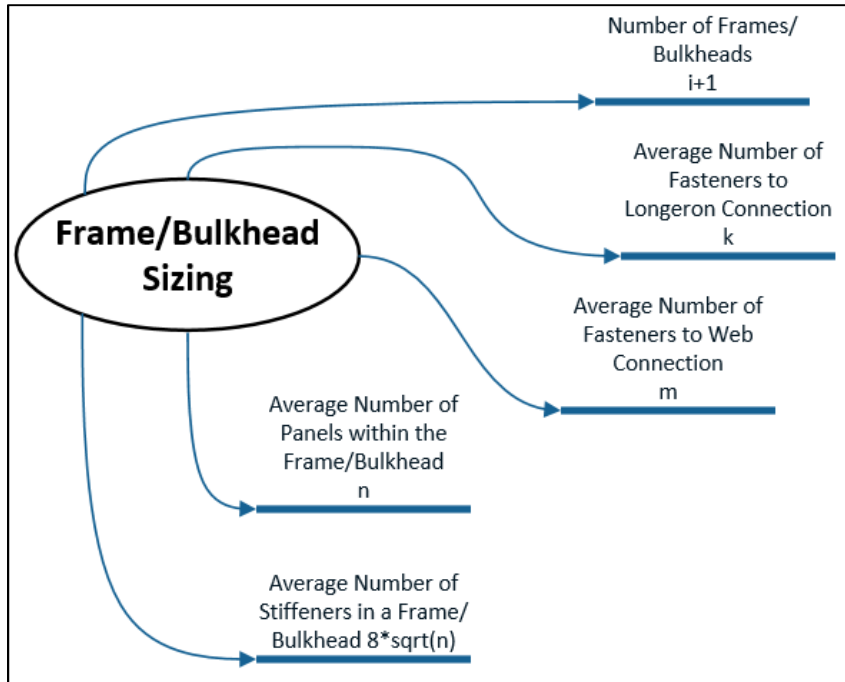 Number of Frames/
Bulkheads
i+1
Average Number of
Fasteners to
Longeron Connection
k
Frame/Bulkhead
Sizing
Average Number of
Fasteners to Web
Connection
m
Average Number of
Panels within the
Frame/Bulkhead
n
Average Number of
Stiffeners in a Frame/
Bulkhead 8*sqrt(n)